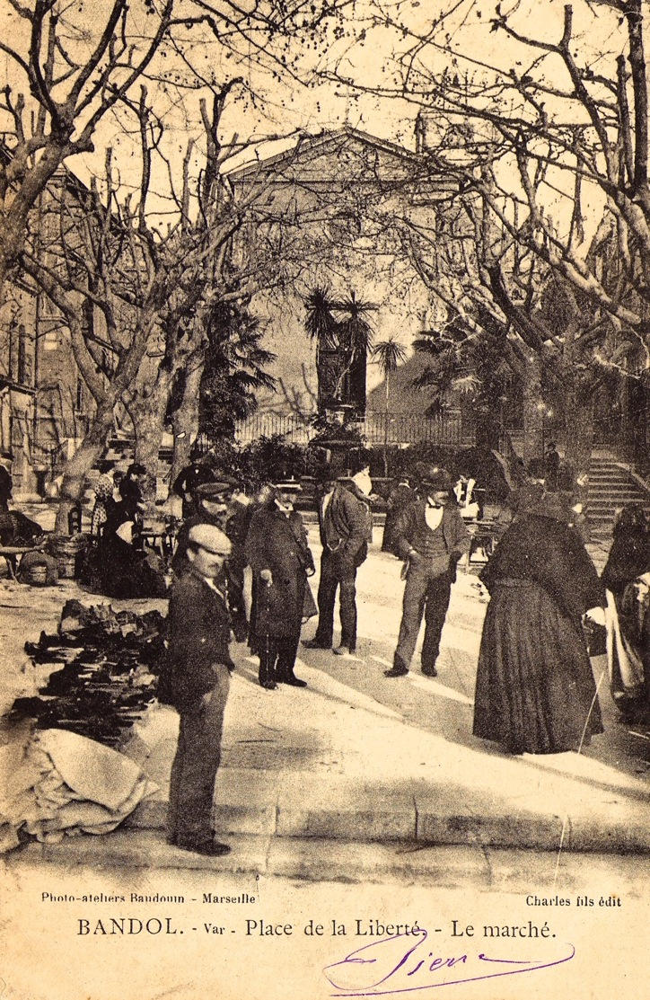 Photo-ateliers Baudouin - Marseille
Charles fils édit
BANDOL. - Var - Place de la Liberté. - Le marché.
Pierre